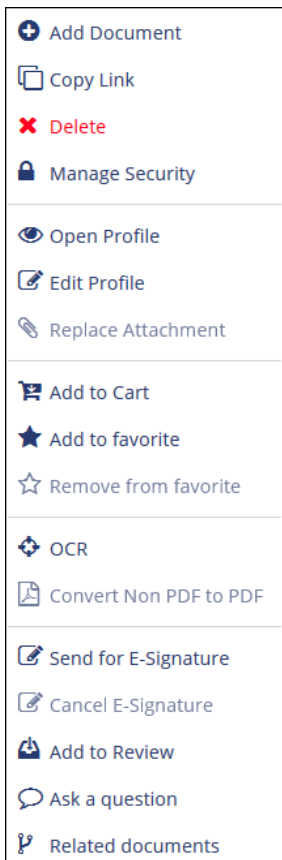 Add Document
Copy Link
Delete
Manage Security
Open Profile
Edit Profile
Replace Attachment
Add to Cart
Add to favorite
Remove from favorite
OCR
Convert Non PDF to PDF
Send for E-Signature
Cancel E-Signature
Add to Review
Ask a question
Related documents